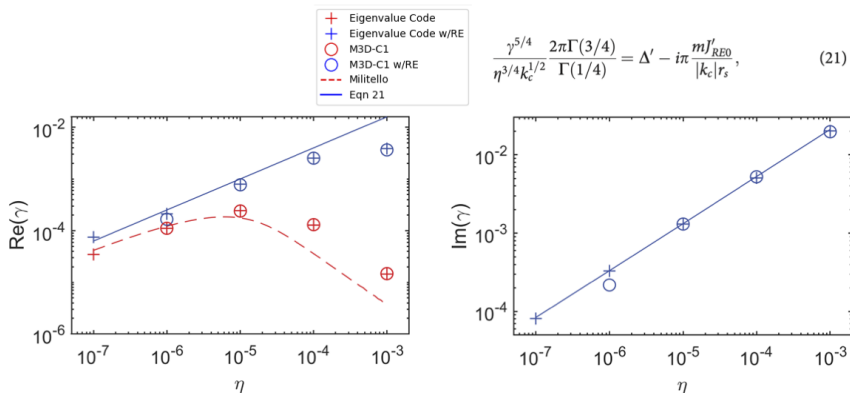 Eigenvalue Code
Eigenvalue Code w/RE
M3D-C1
M3D-C1 w/RE
Militello
Eqn 21
γ^{5/4} / (η^{3/4} k_c^{1/2}) 2πΓ(3/4) / Γ(1/4) = Δ′ − iπ mJ′_{RE0} / (|k_c| r_s), (21)
Re(γ)
10^{-2}
10^{-4}
10^{-6}
10^{-7} 10^{-6} 10^{-5} 10^{-4} 10^{-3}
η
Im(γ)
10^{-2}
10^{-3}
10^{-4}
10^{-7} 10^{-6} 10^{-5} 10^{-4} 10^{-3}
η